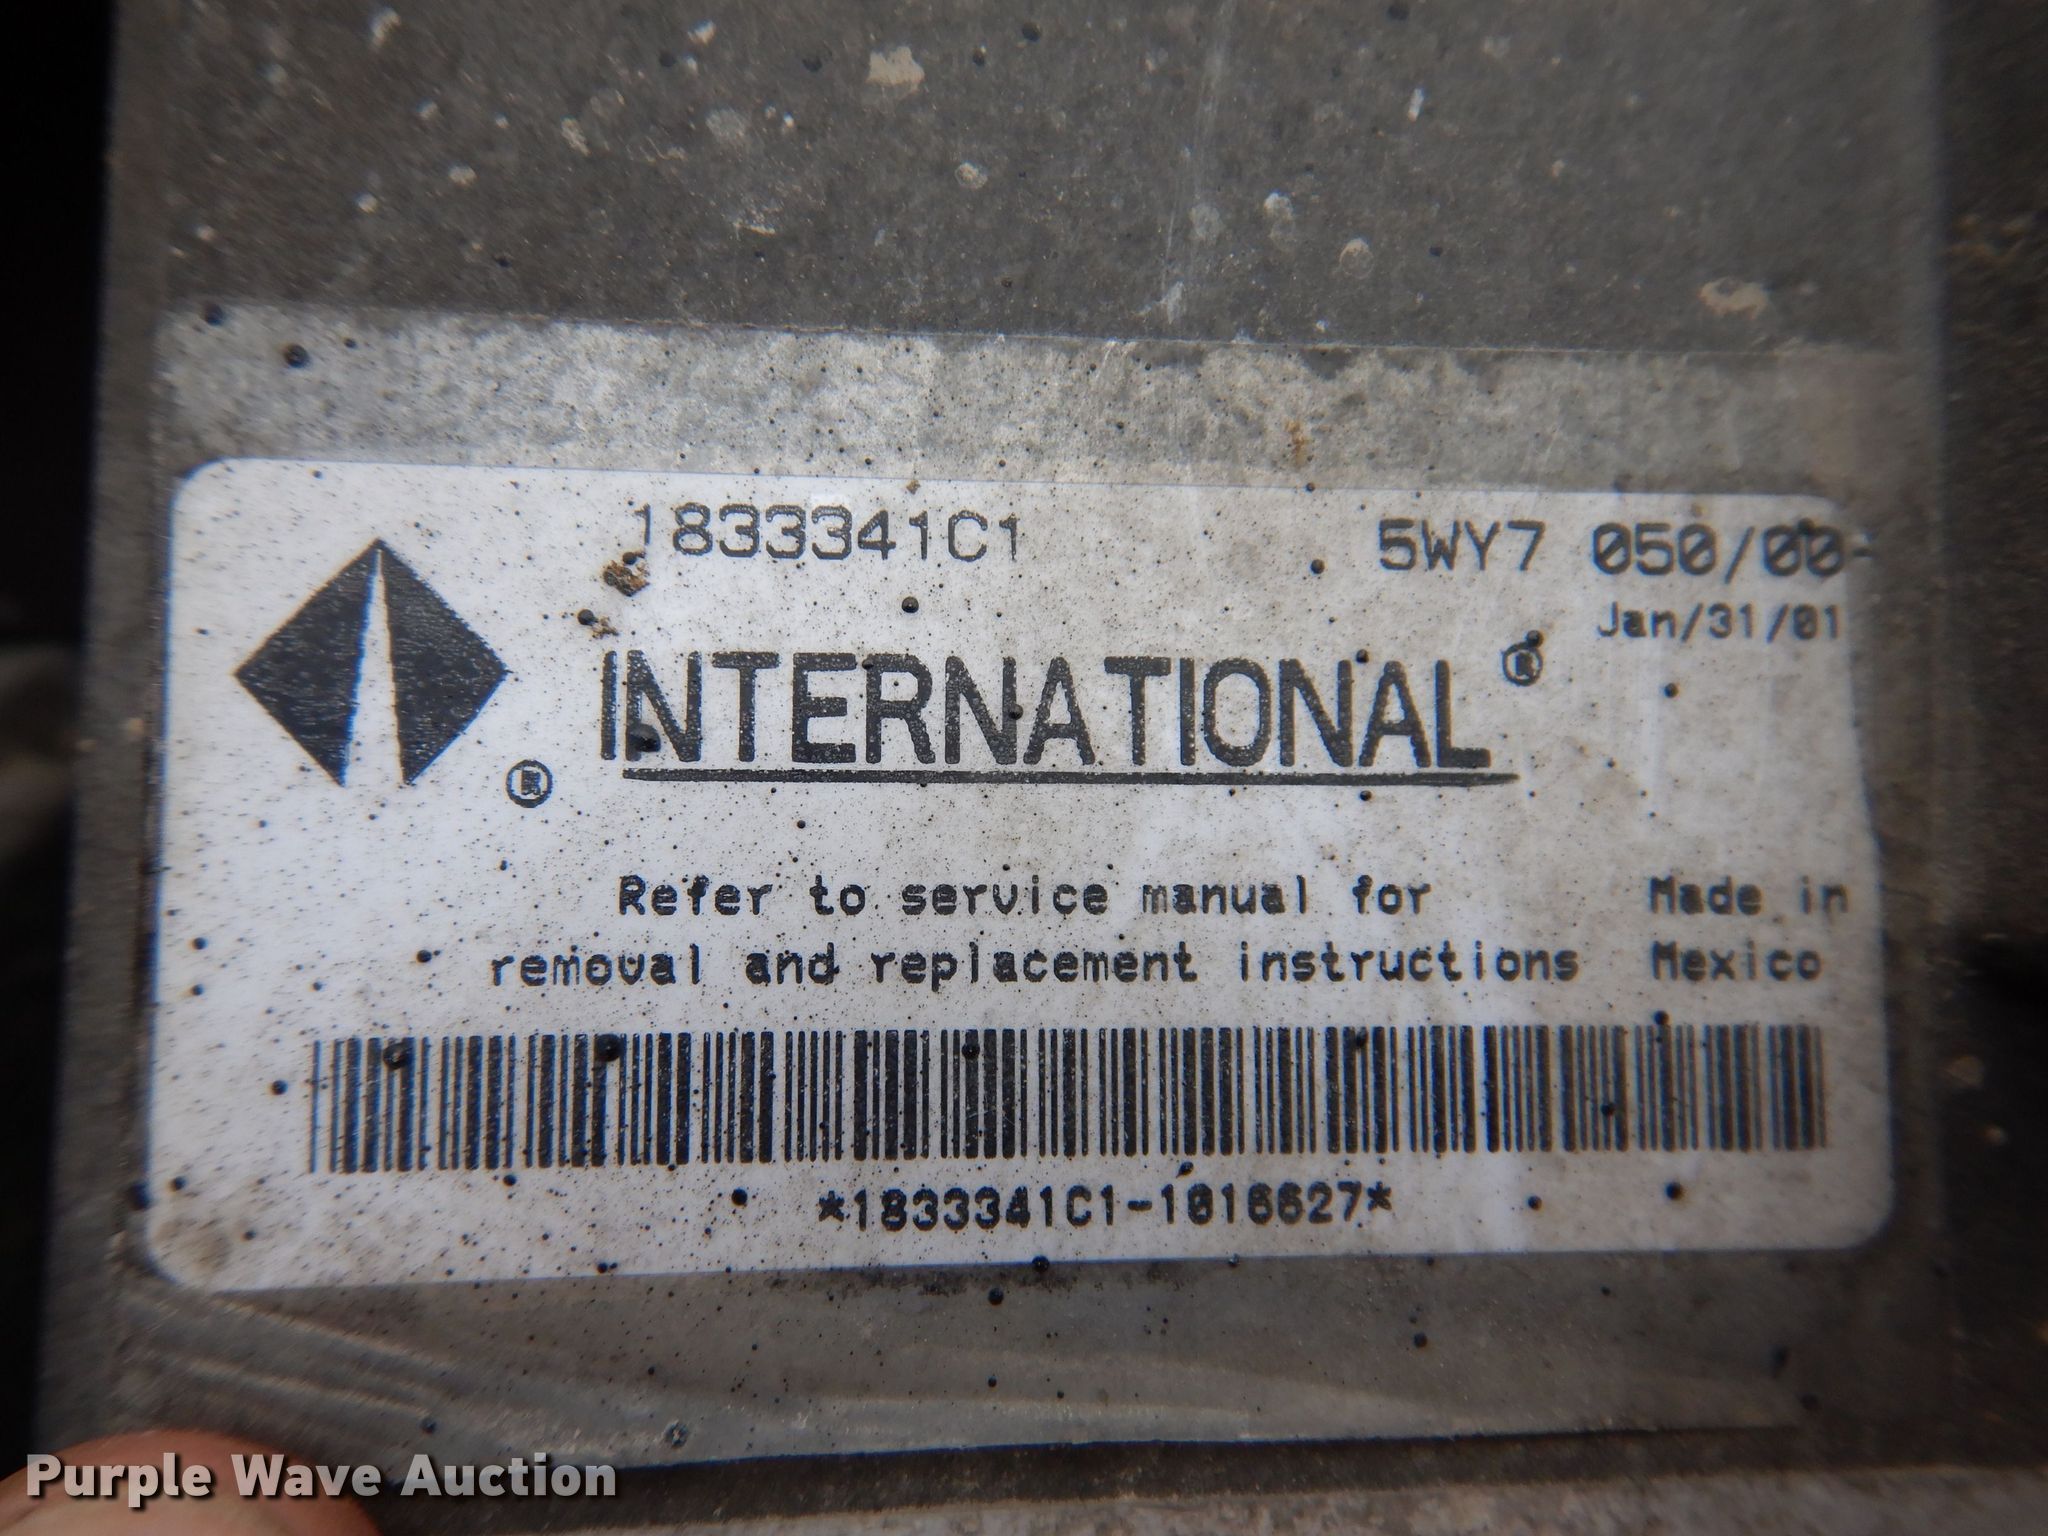 1833341C1 5WY7 050/00-
Jan/31/01
INTERNATIONAL®
®
Refer to service manual for Made in
removal and replacement instructions Mexico
*1833341C1-1016627*
Purple Wave Auction